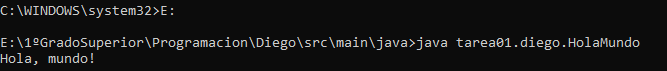 C:\WINDOWS\system32>E:
E:\1ºGradoSuperior\Programacion\Diego\src\main\java>java tarea01.diego.HolaMundo
Hola, mundo!